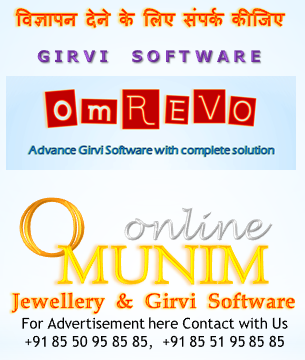 विज्ञापन देने के लिए संपर्क कीजिए
GIRVI SOFTWARE
OmREVO
Advance Girvi Software with complete solution
online
MUNIM
Jewellery & Girvi Software
For Advertisement here Contact with Us
+91 85 50 95 85 85, +91 85 51 95 85 85